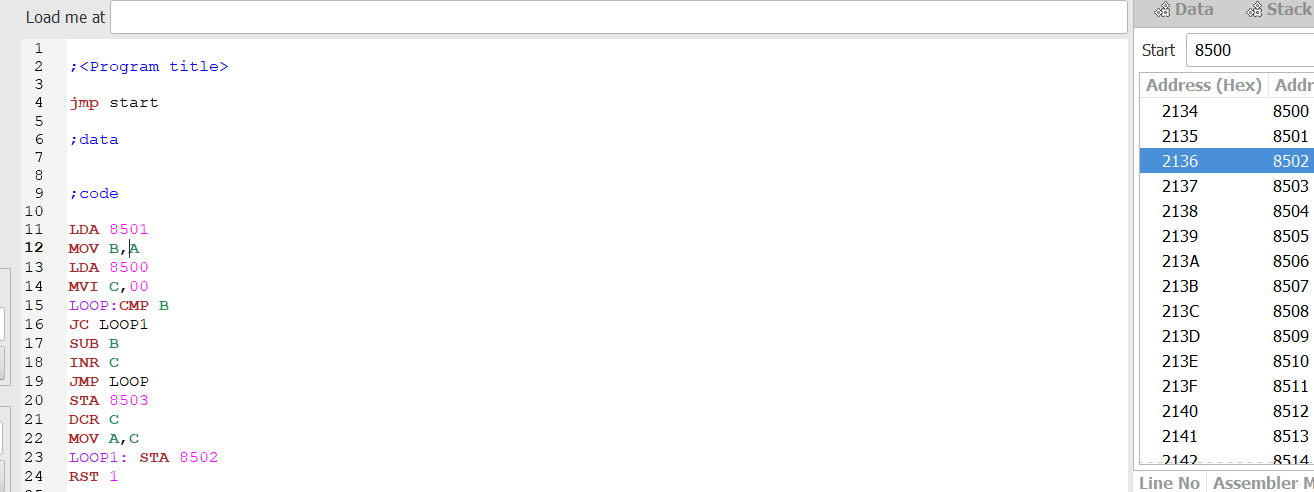 Load me at
1
2 ;<Program title>
3
4 jmp start
5
6 ;data
7
8
9 ;code
10
11 LDA 8501
12 MOV B,A
13 LDA 8500
14 MVI C,00
15 LOOP:CMP B
16 JC LOOP1
17 SUB B
18 INR C
19 JMP LOOP
20 STA 8503
21 DCR C
22 MOV A,C
23 LOOP1: STA 8502
24 RST 1
Data Stack
Start 8500
Address (Hex) Addr
2134 8500
2135 8501
2136 8502
2137 8503
2138 8504
2139 8505
213A 8506
213B 8507
213C 8508
213D 8509
213E 8510
213F 8511
2140 8512
2141 8513
2142 8514
Line No Assembler M